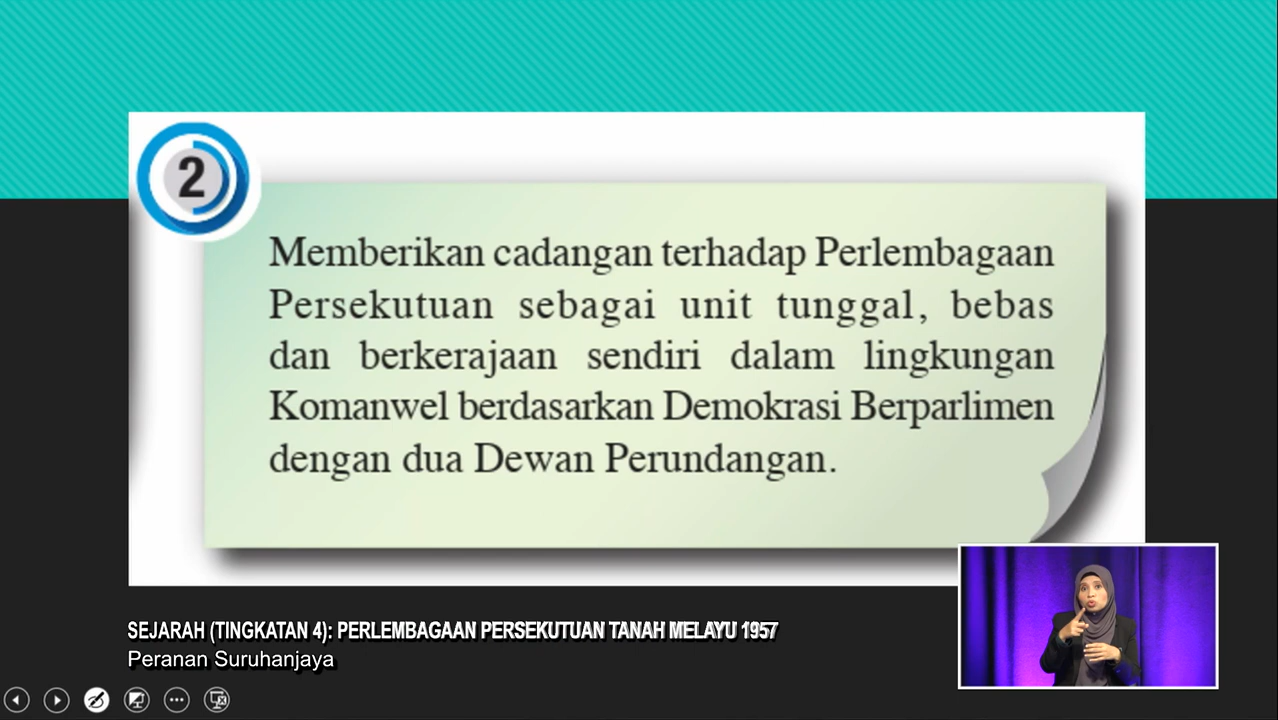 2
Memberikan cadangan terhadap Perlembagaan
Persekutuan sebagai unit tunggal, bebas
dan berkerajaan sendiri dalam lingkungan
Komanwel berdasarkan Demokrasi Berparlimen
dengan dua Dewan Perundangan.
SEJARAH (TINGKATAN 4): PERLEMBAGAAN PERSEKUTUAN TANAH MELAYU 1957
Peranan Suruhanjaya